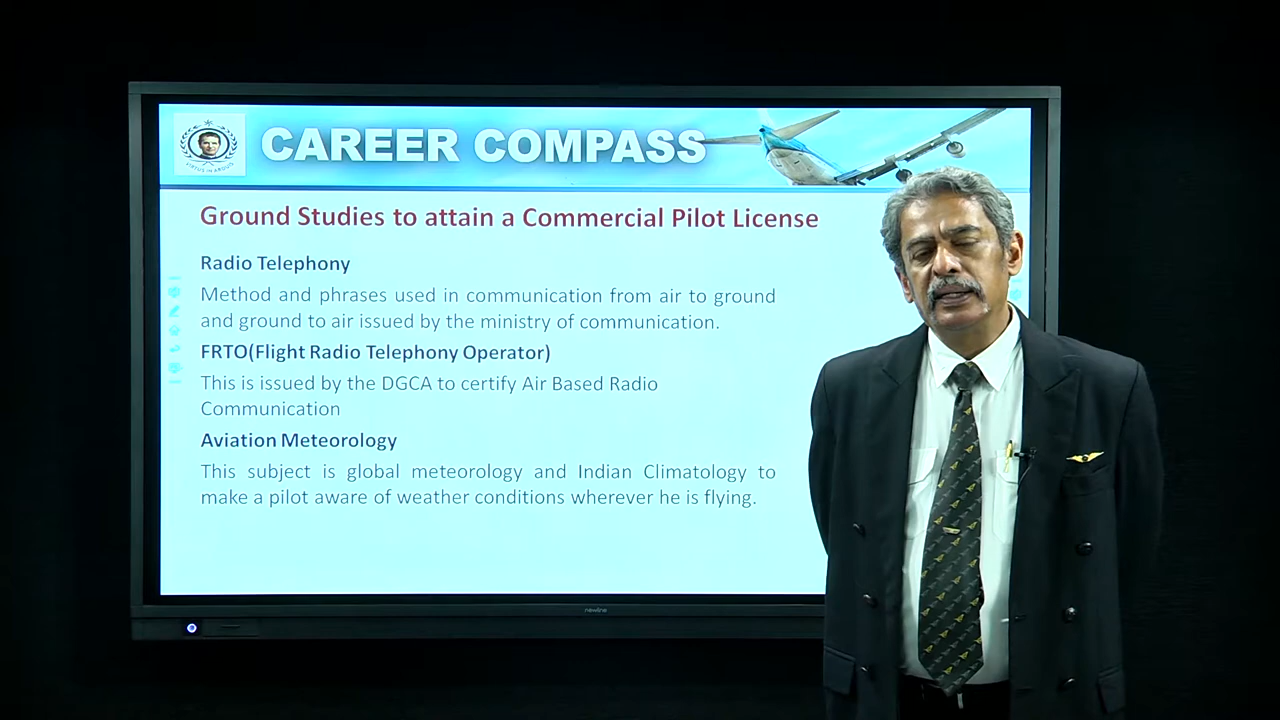 CAREER COMPASS
Ground Studies to attain a Commercial Pilot License
Radio Telephony
Method and phrases used in communication from air to ground
and ground to air issued by the ministry of communication.
FRTO(Flight Radio Telephony Operator)
This is issued by the DGCA to certify Air Based Radio
Communication
Aviation Meteorology
This subject is global meteorology and Indian Climatology to
make a pilot aware of weather conditions wherever he is flying.
newline